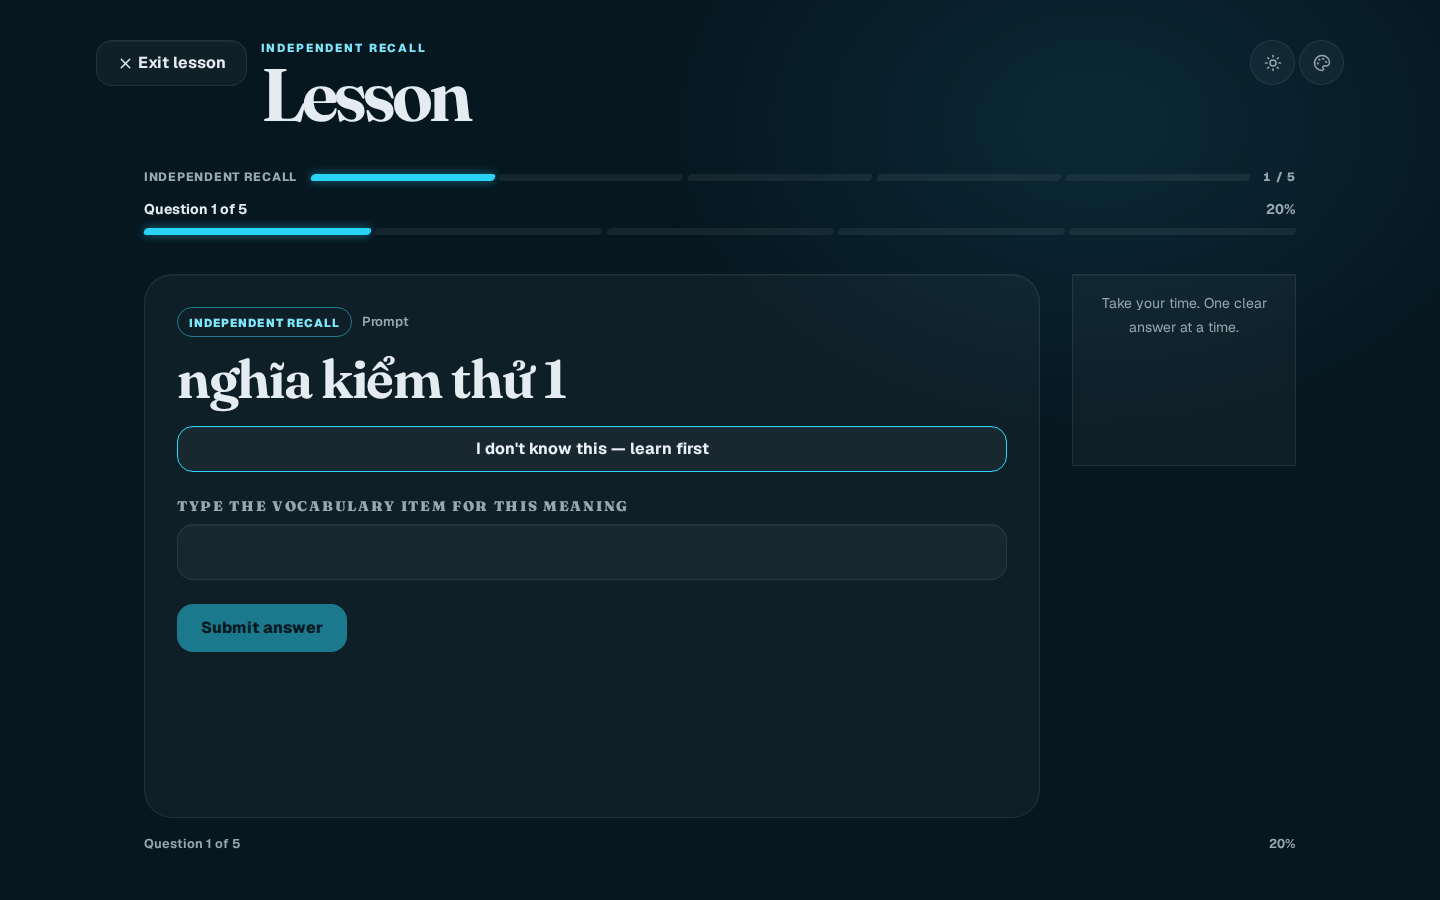 Exit lesson
INDEPENDENT RECALL
Lesson
INDEPENDENT RECALL
1 / 5
Question 1 of 5
20%
INDEPENDENT RECALL
Prompt
nghĩa kiểm thử 1
I don't know this — learn first
TYPE THE VOCABULARY ITEM FOR THIS MEANING
Submit answer
Take your time. One clear
answer at a time.
Question 1 of 5
20%